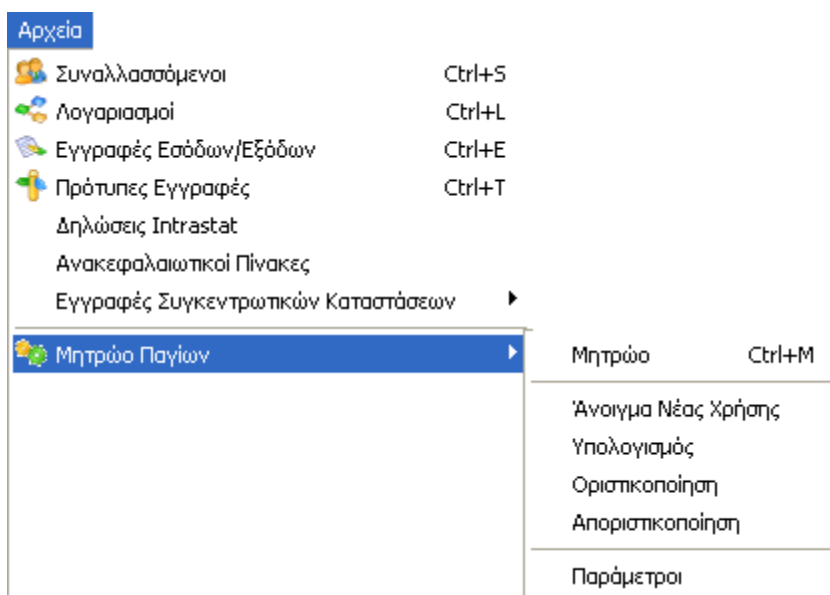 Αρχεία
Συναλλασσόμενοι Ctrl+S
Λογαριασμοί Ctrl+L
Εγγραφές Εσόδων/Εξόδων Ctrl+E
Πρότυπες Εγγραφές Ctrl+T
Δηλώσεις Intrastat
Ανακεφαλαιωτικοί Πίνακες
Εγγραφές Συγκεντρωτικών Καταστάσεων
Μητρώο Παγίων
Μητρώο Ctrl+M
Άνοιγμα Νέας Χρήσης
Υπολογισμός
Οριστικοποίηση
Αποριστικοποίηση
Παράμετροι